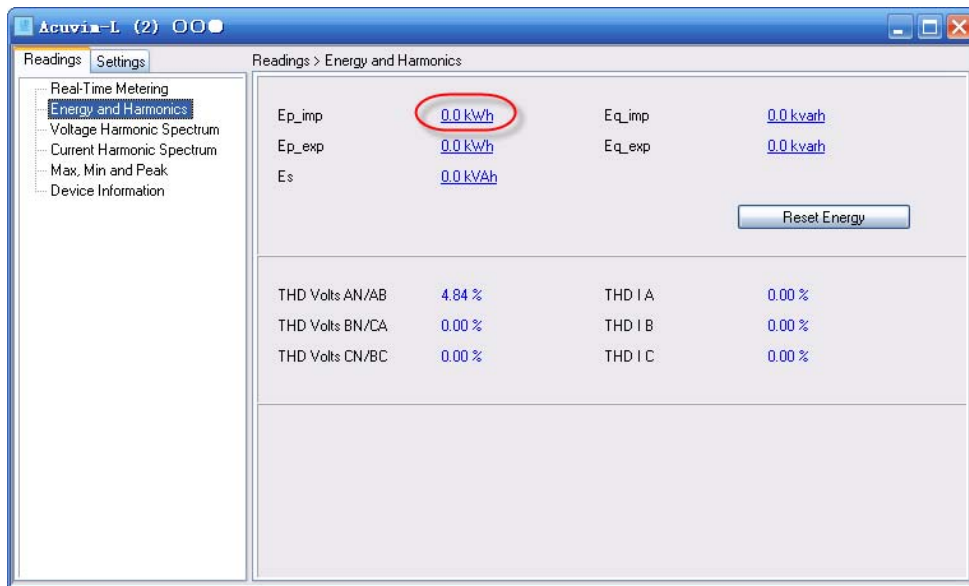 Acuvim-L (2)
Readings Settings
Readings > Energy and Harmonics
Real-Time Metering
Energy and Harmonics
Voltage Harmonic Spectrum
Current Harmonic Spectrum
Max, Min and Peak
Device Information
Ep_imp 0.0 kWh Eq_imp 0.0 kvarh
Ep_exp 0.0 kWh Eq_exp 0.0 kvarh
Es 0.0 kVAh
Reset Energy
THD Volts AN/AB 4.84 % THD I A 0.00 %
THD Volts BN/CA 0.00 % THD I B 0.00 %
THD Volts CN/BC 0.00 % THD I C 0.00 %